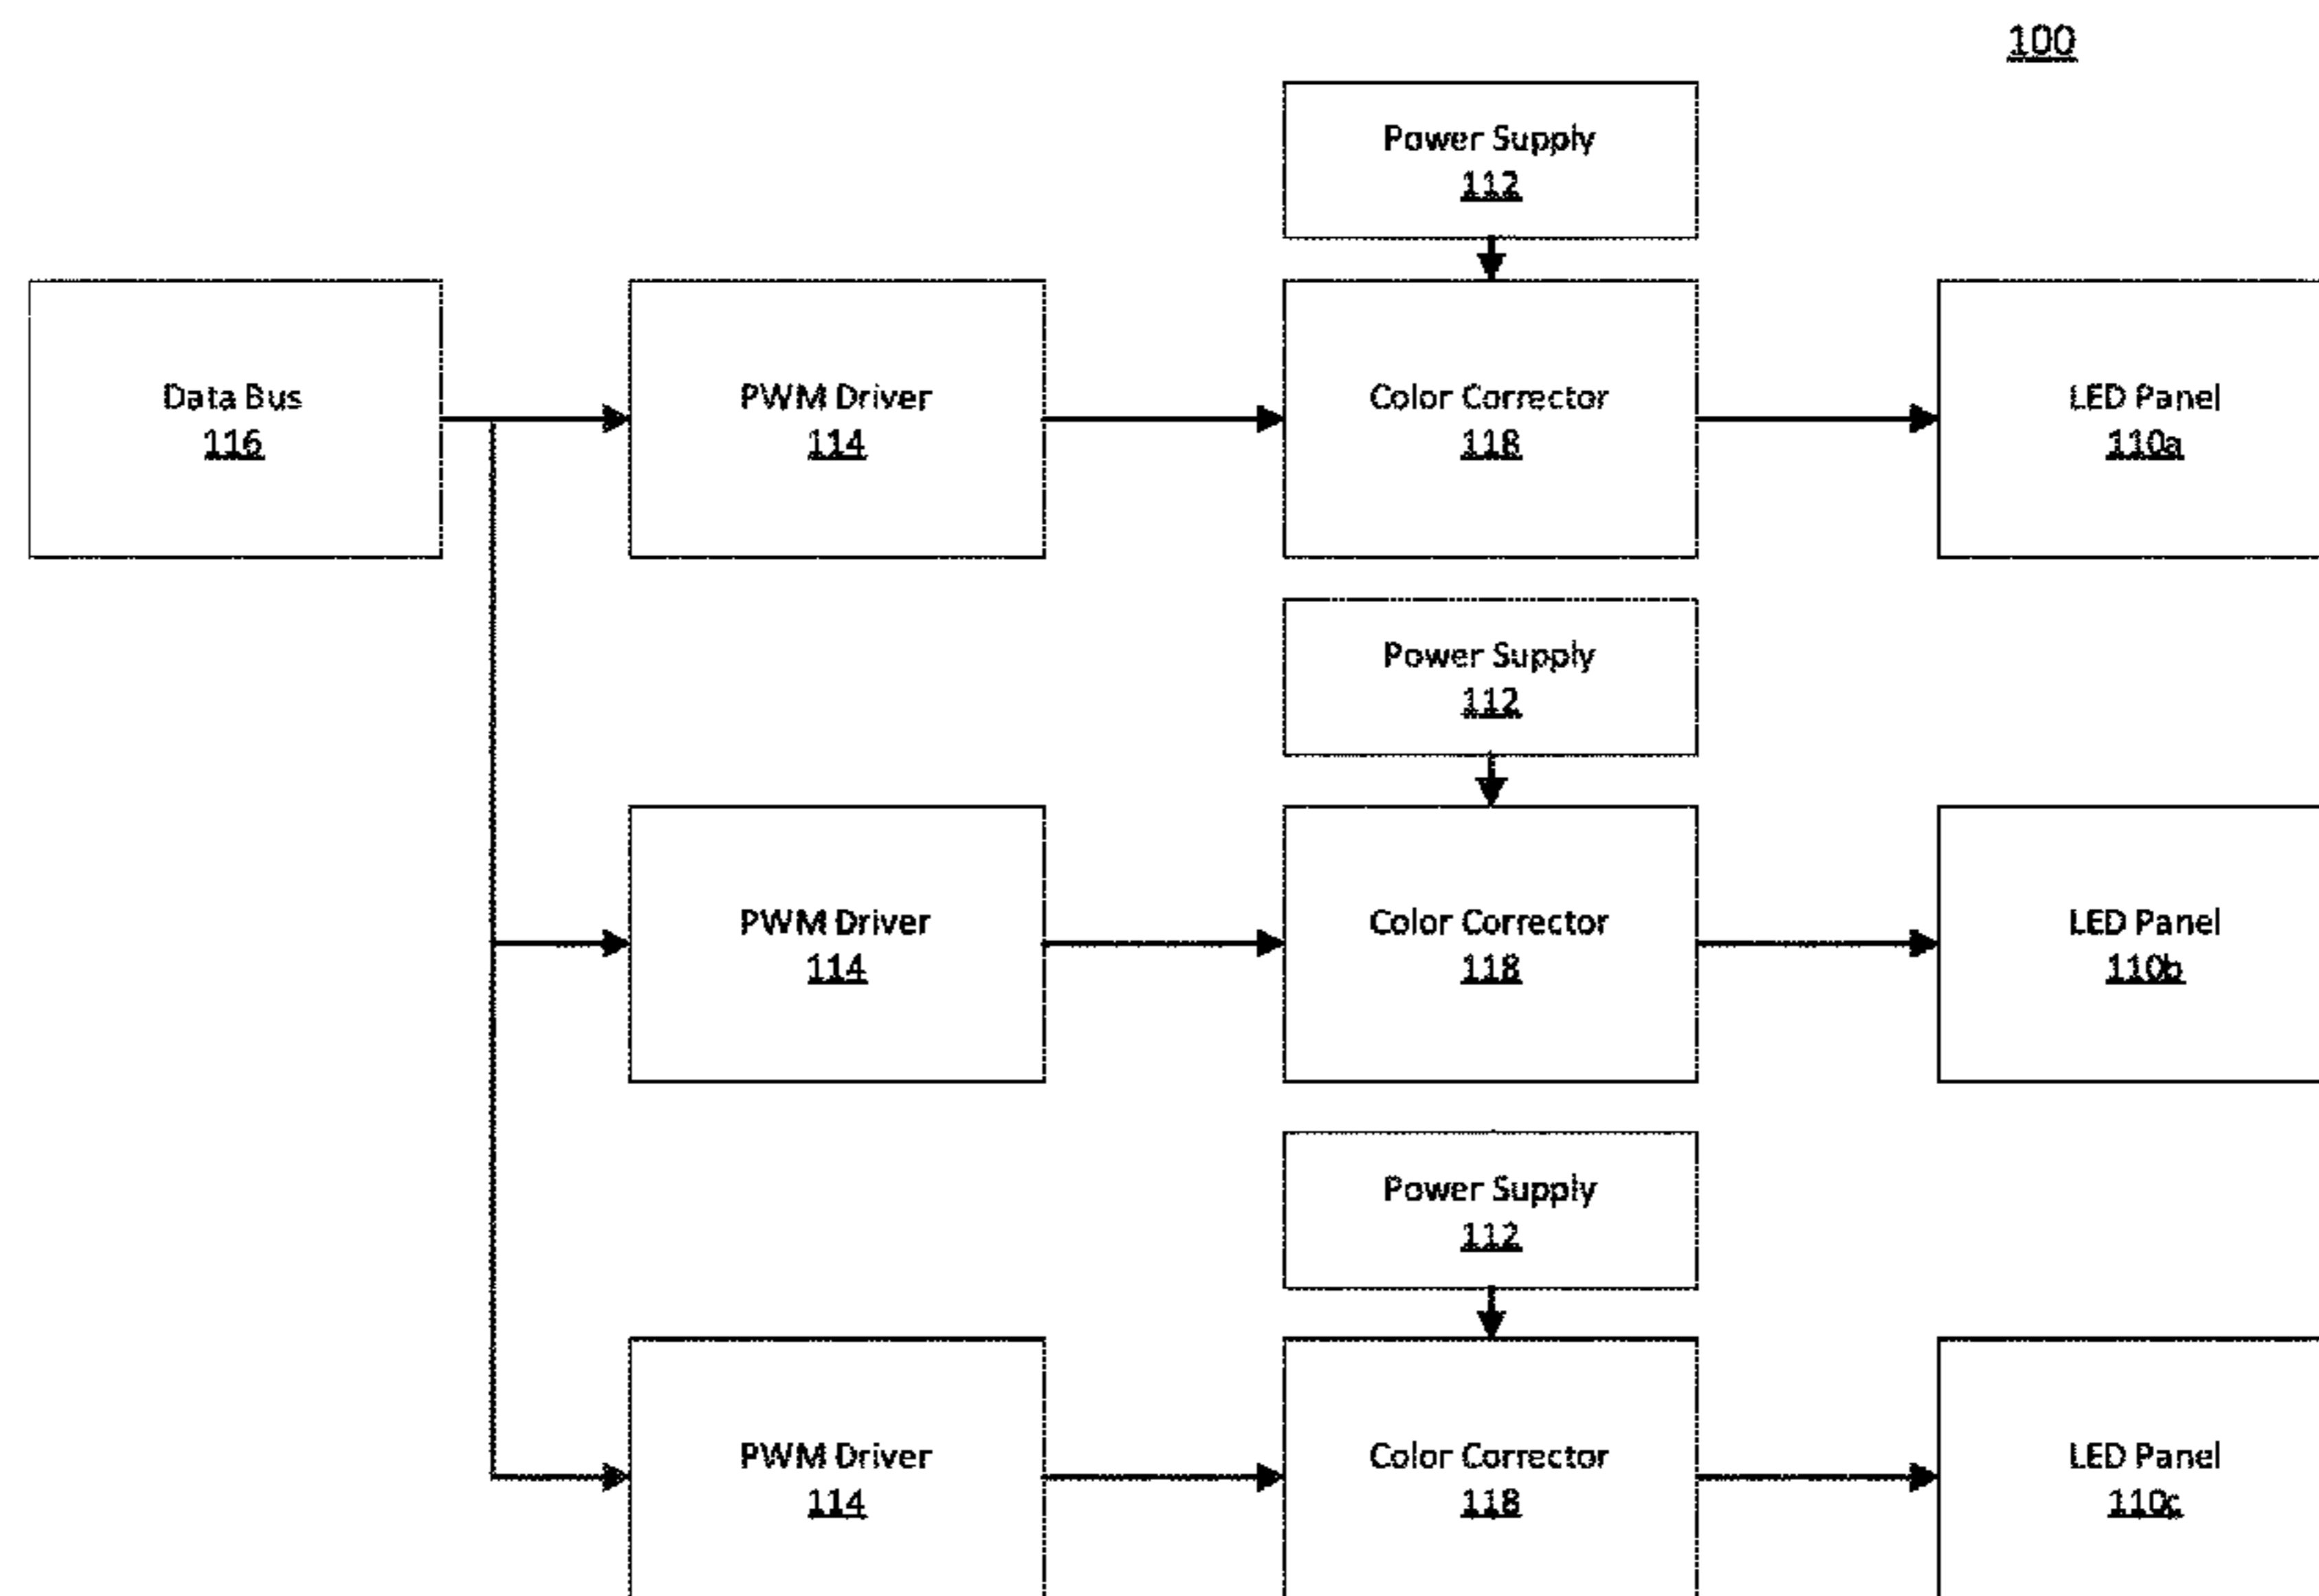 100
Power Supply
112
Data Bus
116
PWM Driver
114
Color Corrector
118
LED Panel
110a
Power Supply
112
PWM Driver
114
Color Corrector
118
LED Panel
110b
Power Supply
112
PWM Driver
114
Color Corrector
118
LED Panel
110c